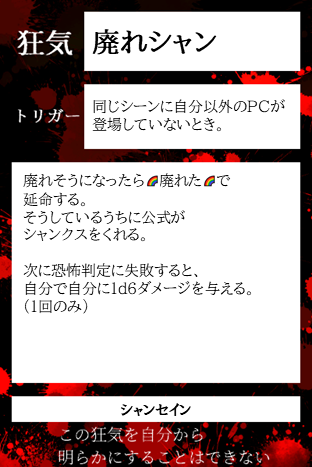 狂気
廃れシャン
トリガー
同じシーンに自分以外のPCが
登場していないとき。
廃れそうになったら🌈廃れた🌈で
延命する。
そうしているうちに公式が
シャンクスをくれる。
次に恐怖判定に失敗すると、
自分で自分に1d6ダメージを与える。
(1回のみ)
シャンセイン
この狂気を自分から
明らかにすることはできない